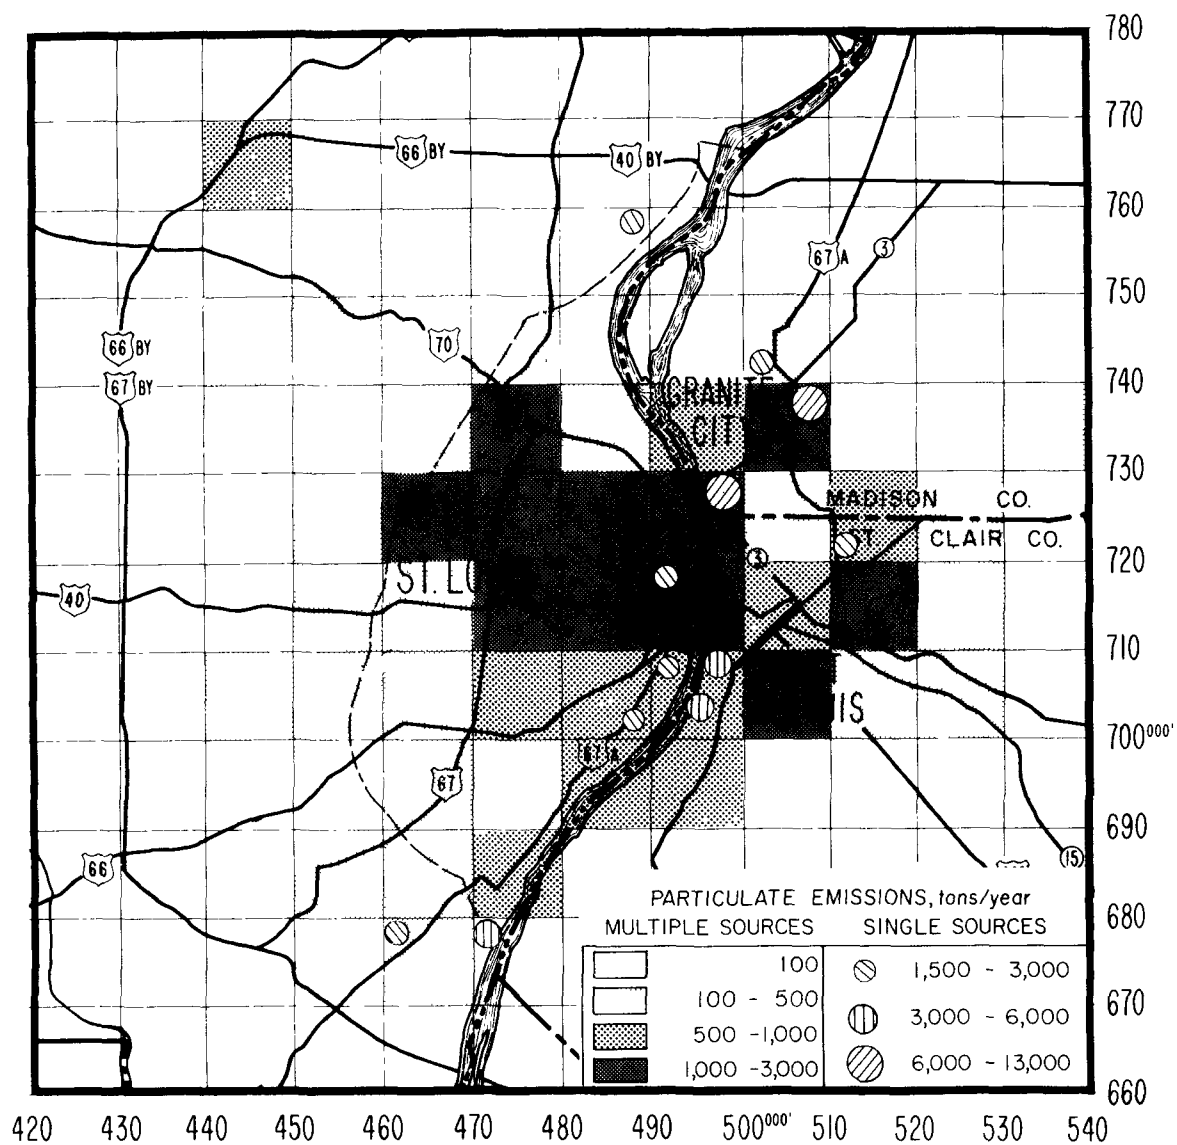 780
770
66 BY
40 BY
760
67 A
3
750
66 BY
70
67 BY
740
GRANITE
CITY
730
MADISON CO.
ST. CLAIR CO.
720
3
ST. LO
40
710
UIS
700000'
67 A
67
690
66
15
PARTICULATE EMISSIONS, tons/year
680
MULTIPLE SOURCES SINGLE SOURCES
100 1,500 - 3,000
100 - 500
670
3,000 - 6,000
500 -1,000
1,000 -3,000 6,000 - 13,000
660
420 430 440 450 460 470 480 490 500000' 510 520 530 540